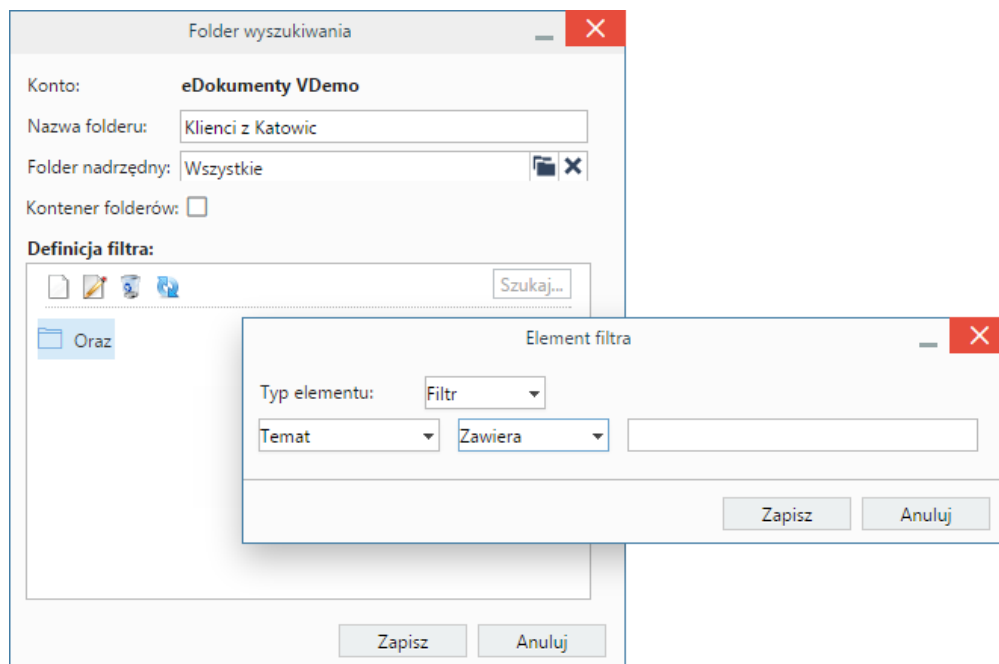 Folder wyszukiwania
Konto: eDokumenty VDemo
Nazwa folderu: Klienci z Katowic
Folder nadrzędny: Wszystkie
Kontener folderów:
Definicja filtra:
Szukaj...
Oraz
Element filtra
Typ elementu: Filtr
Temat Zawiera
Zapisz Anuluj
Zapisz Anuluj